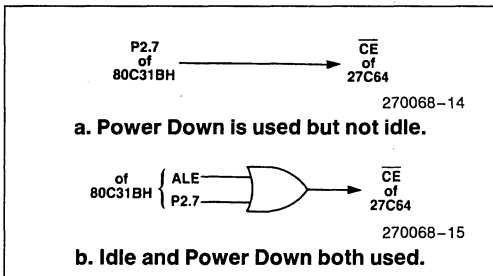 P2.7
of
80C31BH
CE
of
27C64
270068-14
a. Power Down is used but not idle.
of
80C31BH
ALE
P2.7
CE
of
27C64
270068-15
b. Idle and Power Down both used.